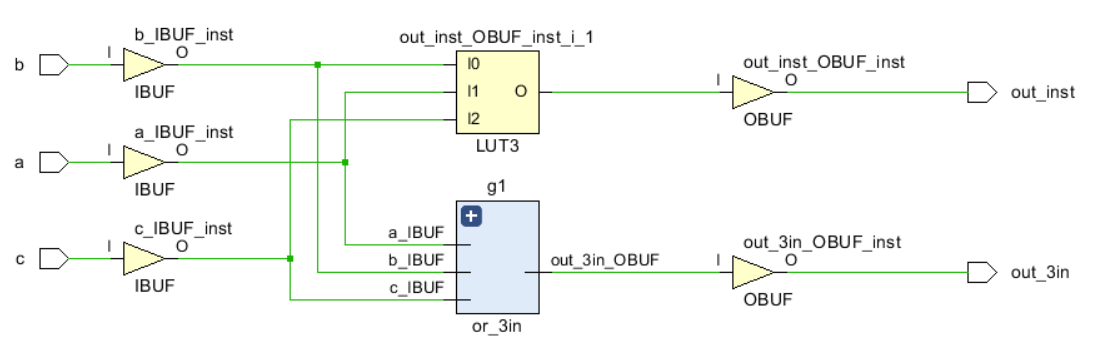 b_IBUF_inst
b
I
O
IBUF
a_IBUF_inst
a
I
O
IBUF
c_IBUF_inst
c
I
O
IBUF
out_inst_OBUF_inst_i_1
I0
I1
I2
O
LUT3
g1
+
a_IBUF
b_IBUF
c_IBUF
out_3in_OBUF
or_3in
out_inst_OBUF_inst
I
O
OBUF
out_inst
out_3in_OBUF_inst
I
O
OBUF
out_3in